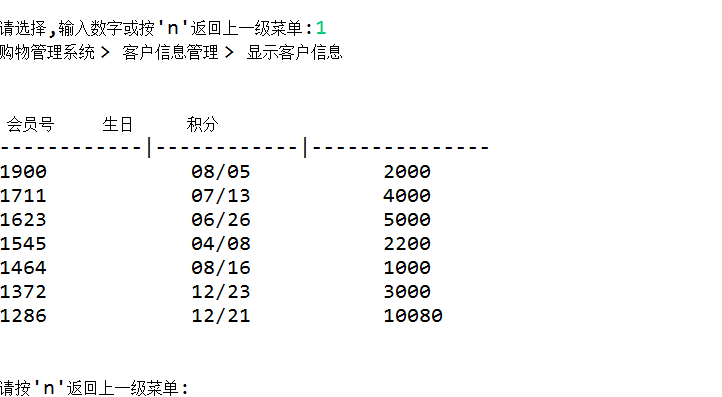 请选择,输入数字或按'n'返回上一级菜单:1
购物管理系统 > 客户信息管理 > 显示客户信息
会员号 生日 积分
------------|------------|---------------
1900 08/05 2000
1711 07/13 4000
1623 06/26 5000
1545 04/08 2200
1464 08/16 1000
1372 12/23 3000
1286 12/21 10080
请按'n'返回上一级菜单: